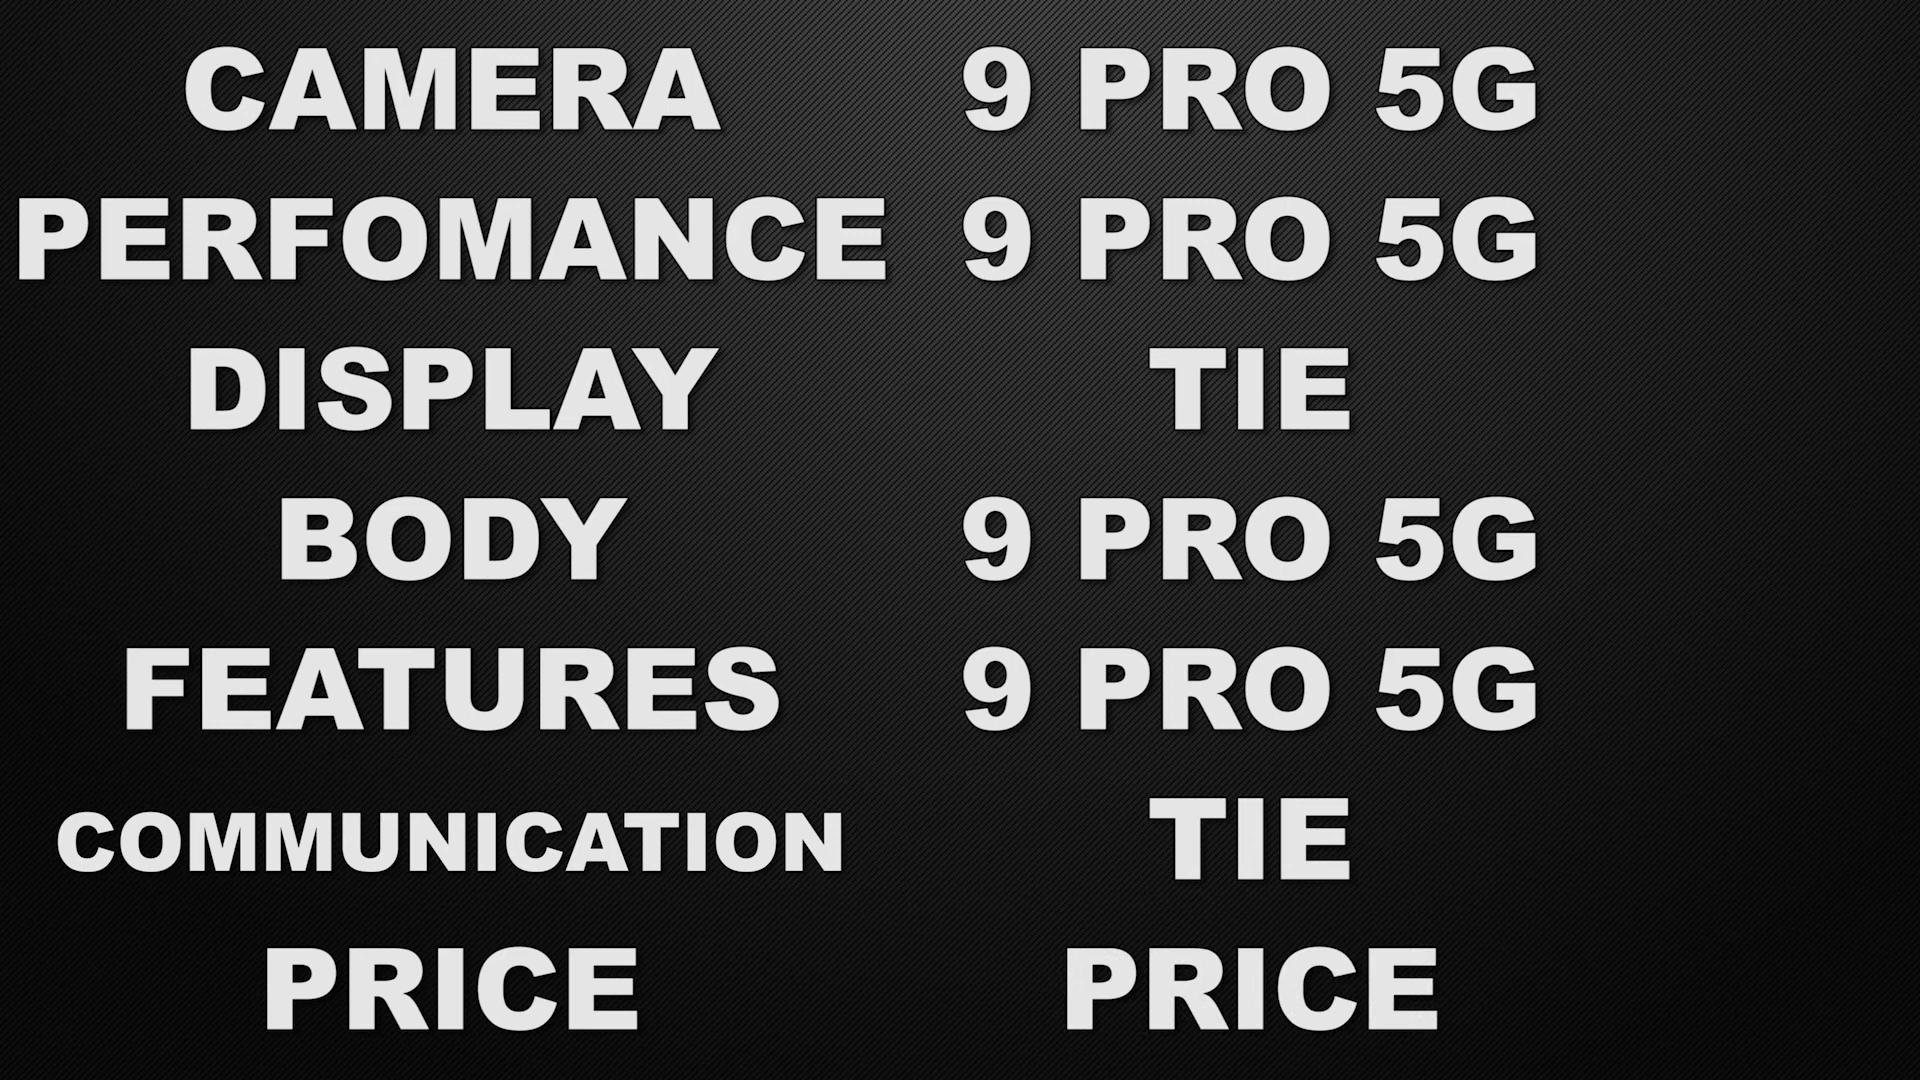 CAMERA 9 PRO 5G
PERFOMANCE 9 PRO 5G
DISPLAY TIE
BODY 9 PRO 5G
FEATURES 9 PRO 5G
COMMUNICATION TIE
PRICE PRICE